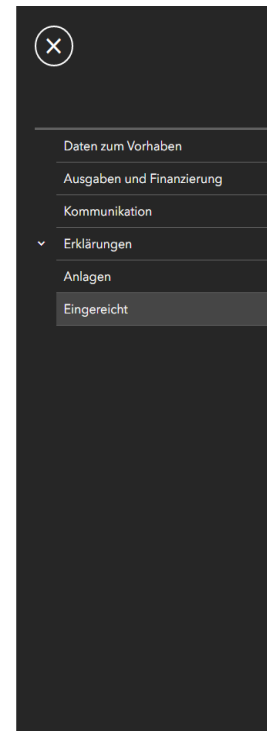 Daten zum Vorhaben
Ausgaben und Finanzierung
Kommunikation
Erklärungen
Anlagen
Eingereicht